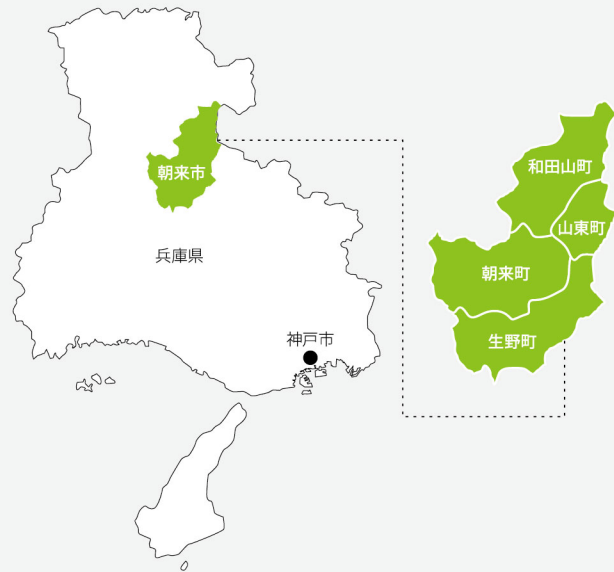 朝来市
兵庫県
神戸市
和田山町
山東町
朝来町
生野町